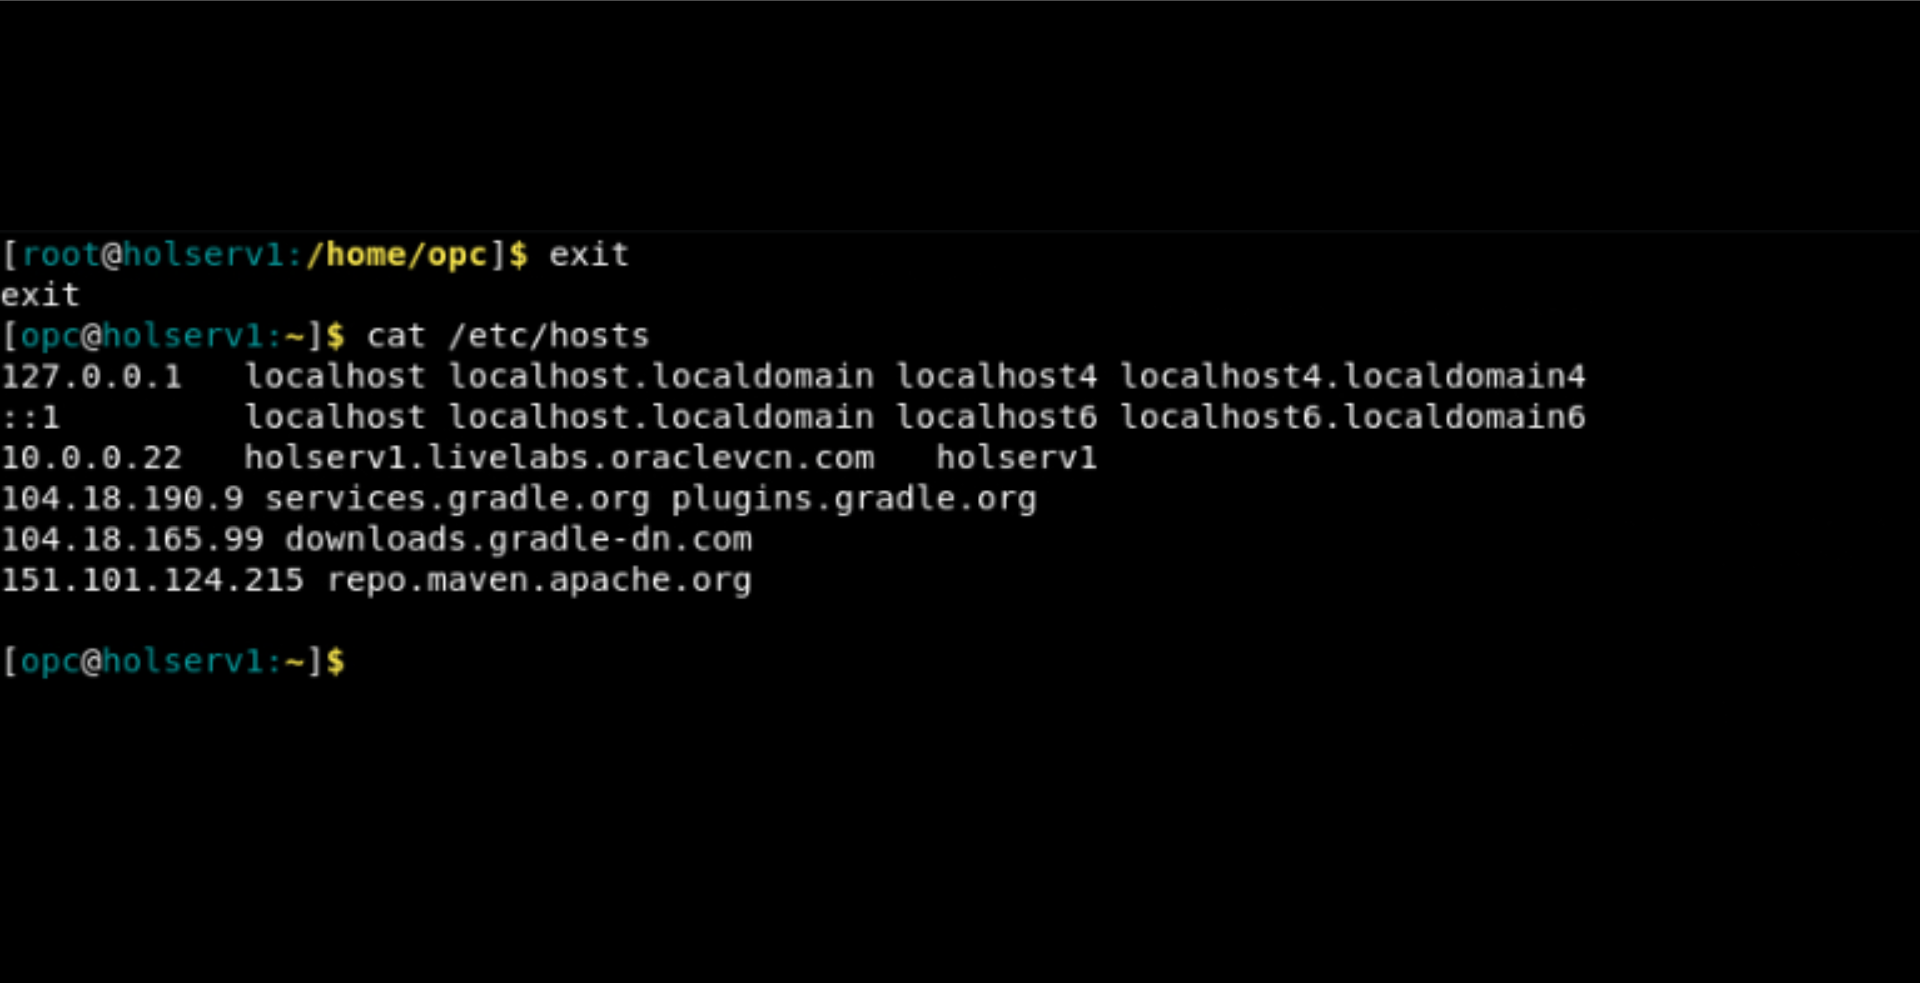 [root@holserv1:/home/opc]$ exit
exit
[opc@holserv1:~]$ cat /etc/hosts
127.0.0.1   localhost localhost.localdomain localhost4 localhost4.localdomain4
::1         localhost localhost.localdomain localhost6 localhost6.localdomain6
10.0.0.22   holserv1.livelabs.oraclevcn.com   holserv1
104.18.190.9 services.gradle.org plugins.gradle.org
104.18.165.99 downloads.gradle-dn.com
151.101.124.215 repo.maven.apache.org
[opc@holserv1:~]$